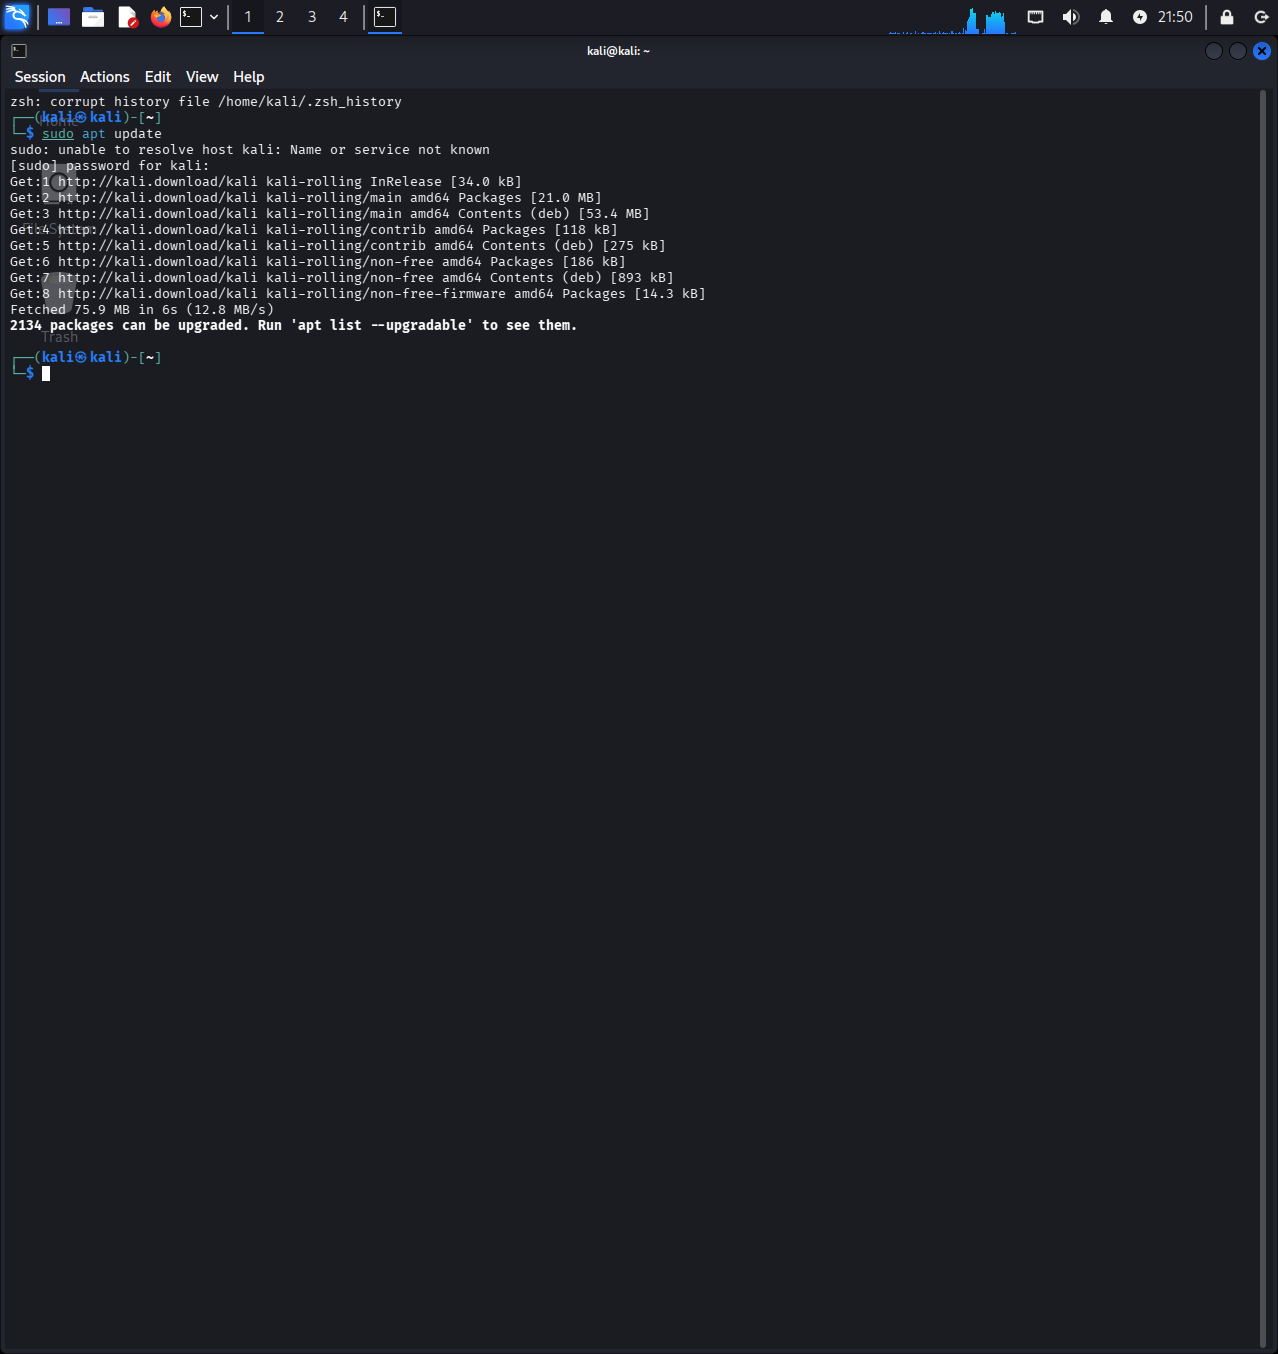 1 2 3 4 21:50
kali@kali: ~
Session Actions Edit View Help
zsh: corrupt history file /home/kali/.zsh_history
┌──(kali㉿kali)-[~]
└─$ sudo apt update
sudo: unable to resolve host kali: Name or service not known
[sudo] password for kali:
Get:1 http://kali.download/kali kali-rolling InRelease [34.0 kB]
Get:2 http://kali.download/kali kali-rolling/main amd64 Packages [21.0 MB]
Get:3 http://kali.download/kali kali-rolling/main amd64 Contents (deb) [53.4 MB]
Get:4 http://kali.download/kali kali-rolling/contrib amd64 Packages [118 kB]
Get:5 http://kali.download/kali kali-rolling/contrib amd64 Contents (deb) [275 kB]
Get:6 http://kali.download/kali kali-rolling/non-free amd64 Packages [186 kB]
Get:7 http://kali.download/kali kali-rolling/non-free amd64 Contents (deb) [893 kB]
Get:8 http://kali.download/kali kali-rolling/non-free-firmware amd64 Packages [14.3 kB]
Fetched 75.9 MB in 6s (12.8 MB/s)
2134 packages can be upgraded. Run 'apt list --upgradable' to see them.
┌──(kali㉿kali)-[~]
└─$
Home
File System
Trash